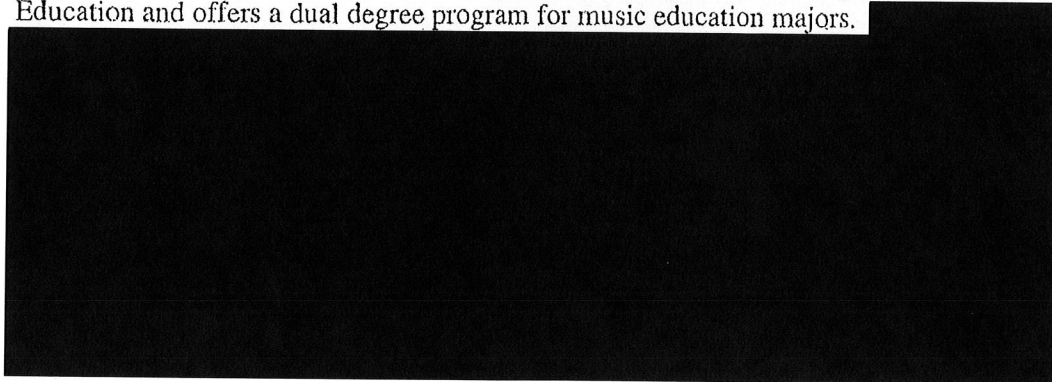 Education and offers a dual degree program for music education majors.